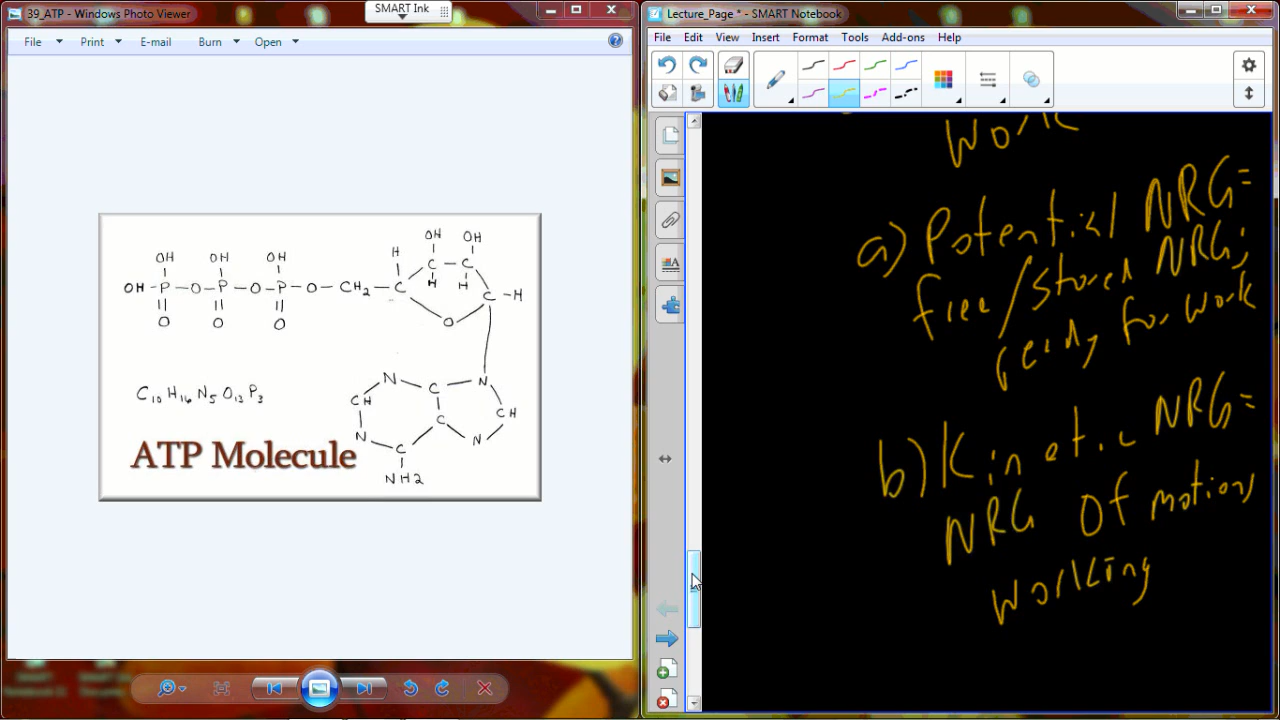 39_ATP - Windows Photo Viewer
SMART Ink
File Print E-mail Burn Open
OH OH OH
OH-P-O-P-O-P-O-CH2-C
O O O
H OH OH
C-C
H H
C-H
O
C10 H16 N5 O13 P3
N C N
CH CH
C
N C N
NH2
ATP Molecule
Lecture_Page * - SMART Notebook
File Edit View Insert Format Tools Add-ons Help
Work
a) Potential NRG=
free/stored NRG;
ready for work
b) Kinetic NRG=
NRG of motion,
working